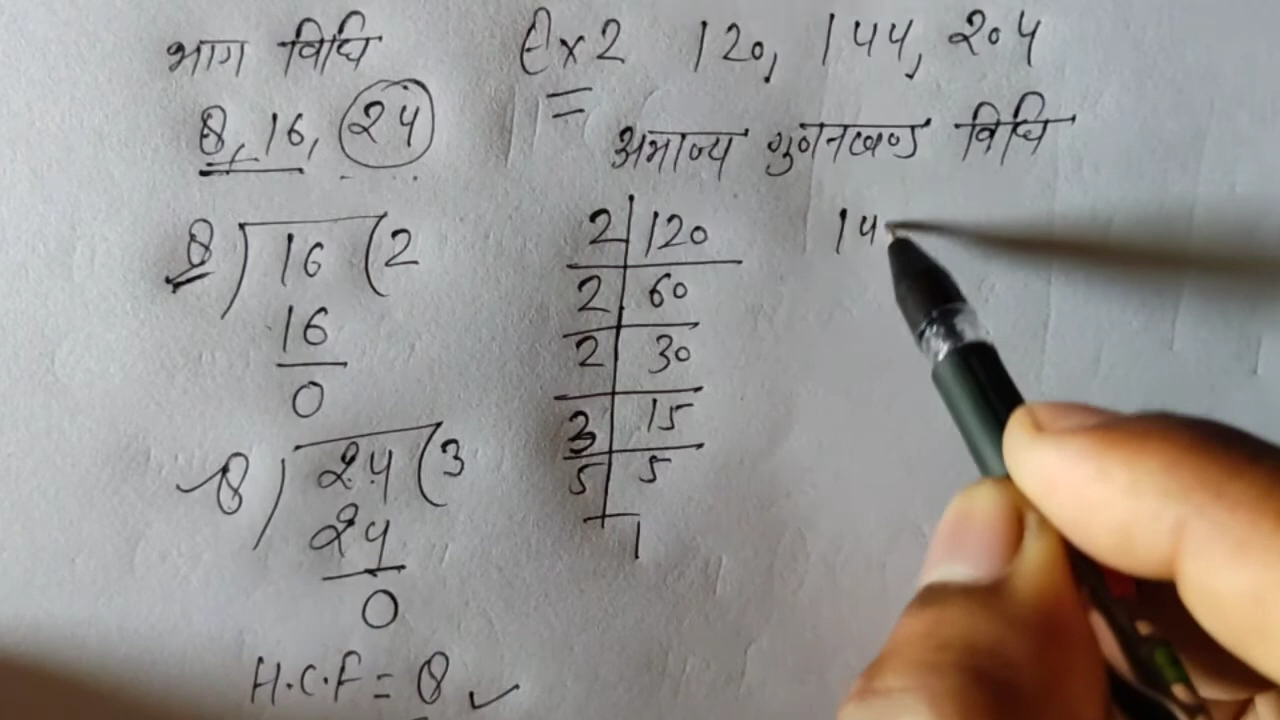 भाग विधि
8, 16, 24
8) 16 (2
16
0
8) 24 (3
24
0
H.C.F = 8 ✓
Ex 2 120, 144, 204
=
अभाज्य गुणनखण्ड विधि
2 | 120
2 | 60
2 | 30
3 | 15
5 | 5
1
14